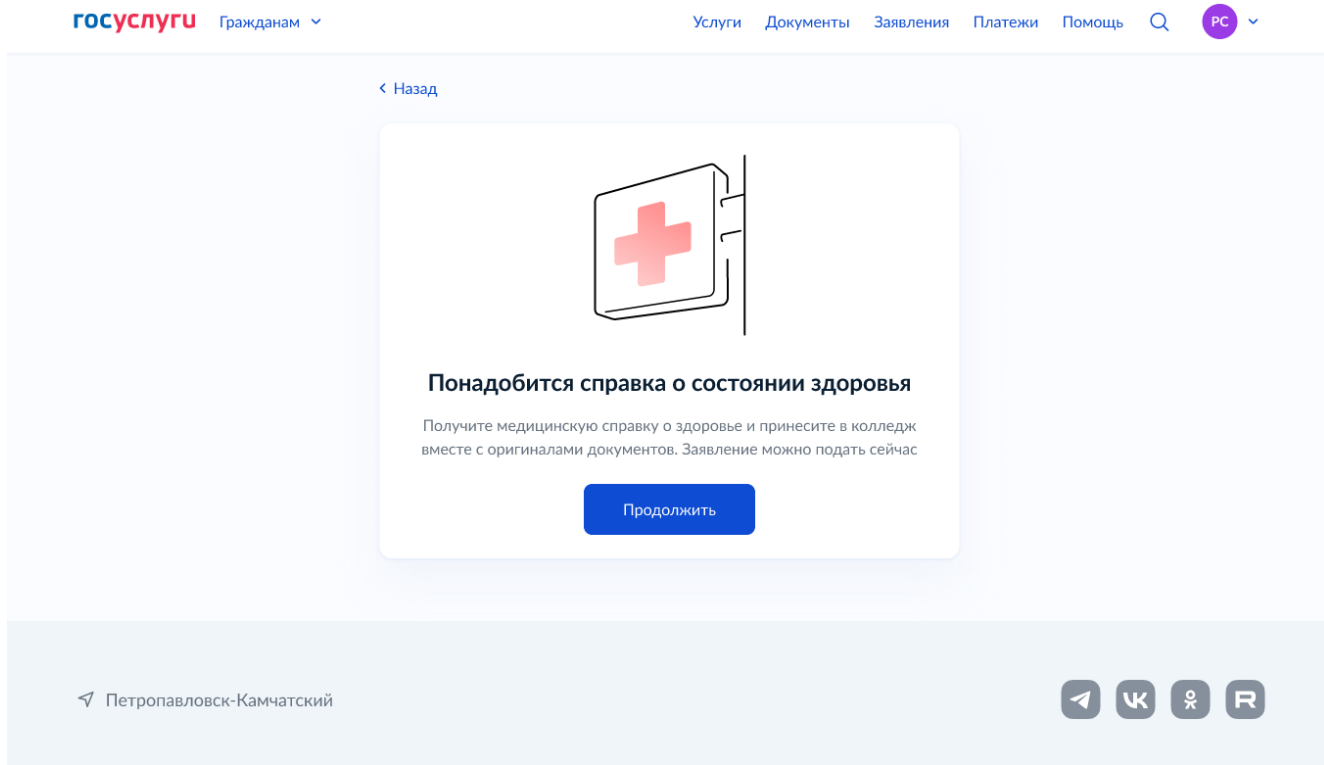 госуслуги Гражданам Услуги Документы Заявления Платежи Помощь РС
Назад
Понадобится справка о состоянии здоровья
Получите медицинскую справку о здоровье и принесите в колледж
вместе с оригиналами документов. Заявление можно подать сейчас
Продолжить
Петропавловск-Камчатский